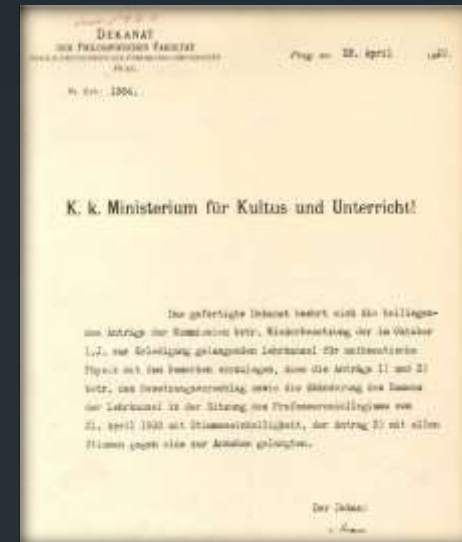 DEKANAT
DER PHILOSOPHISCHEN FAKULTÄT
Prag am 28. April
1984.
K. k. Ministerium für Kultus und Unterricht!
Das gefertigte Dekanat beehrt sich die beiliegen-
den Anträge der Kommission betr. Wiederbesetzung der im Oktober
l.J. zur Erledigung gelangenden Lehrkanzel für mathematische
Physik mit dem Bemerken vorzulegen, dass die Anträge 1) und 2)
betr. den Besetzungsvorschlag sowie die Abänderung des Namens
der Lehrkanzel in der Sitzung des Professorenkollegiums vom
21. April 1910 mit Stimmeneinhelligkeit, der Antrag 3) mit allen
Stimmen gegen eine zur Annahme gelangten.
Der Dekan: